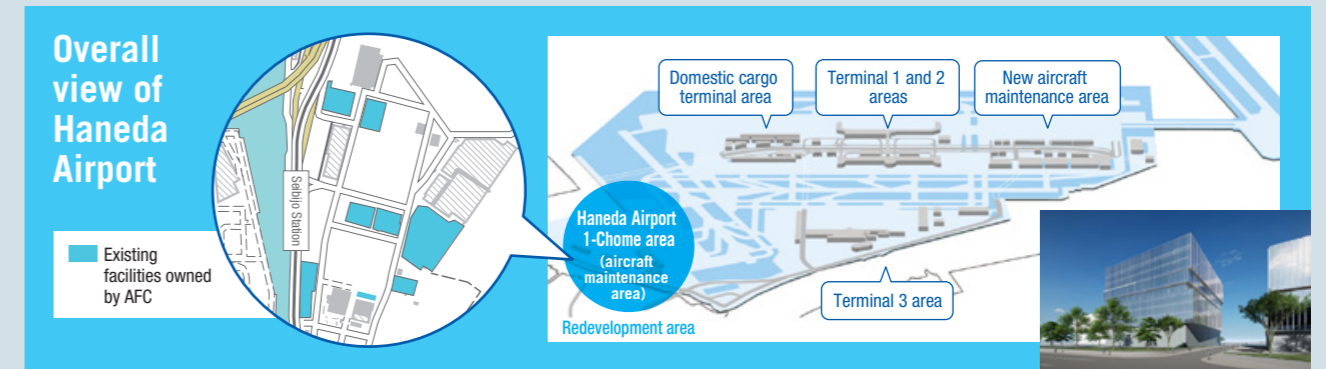 Overall
view of
Haneda
Airport
Existing
facilities owned
by AFC
Seibijo Station
Domestic cargo
terminal area
Terminal 1 and 2
areas
New aircraft
maintenance area
Haneda Airport
1-Chome area
(aircraft
maintenance
area)
Redevelopment area
Terminal 3 area